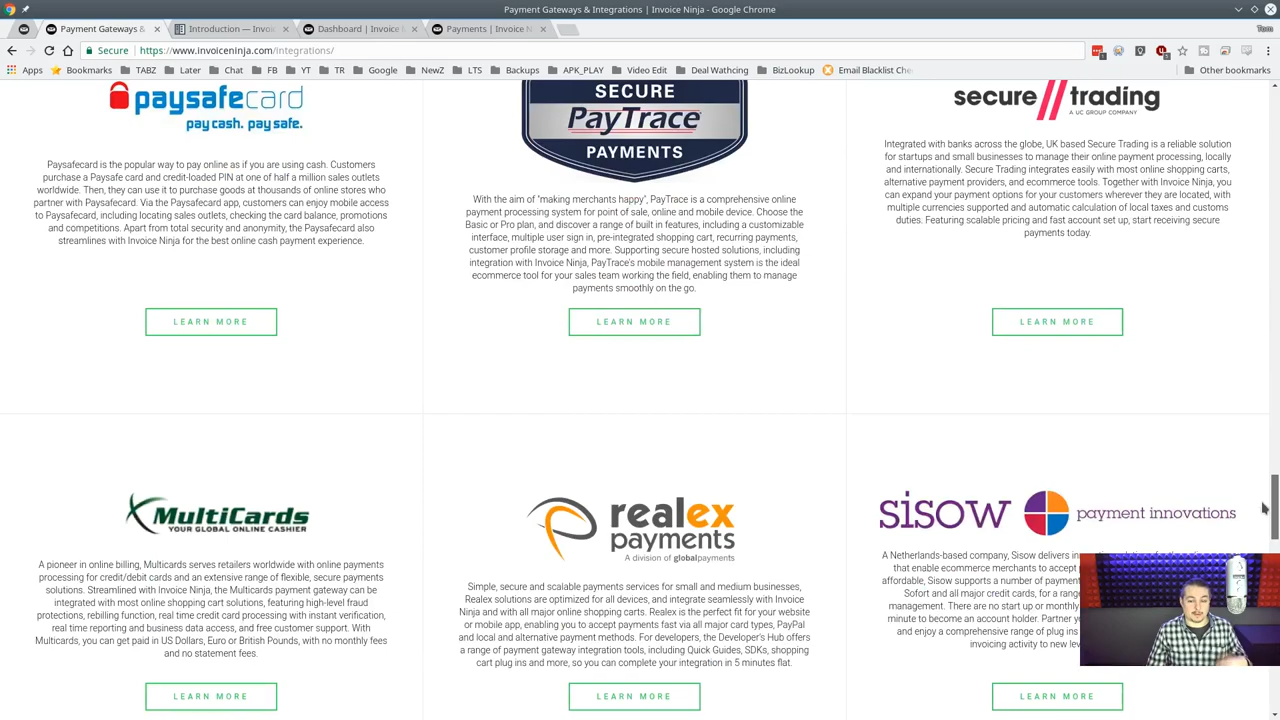 Payment Gateways & Integrations | Invoice Ninja - Google Chrome
Payment Gateways &
Introduction — Invoic
Dashboard | Invoice N
Payments | Invoice N
Tom
Secure
https://www.invoiceninja.com/integrations/
Apps
Bookmarks
TABZ
Later
Chat
FB
YT
TR
Google
NewZ
LTS
Backups
APK_PLAY
Video Edit
Deal Wathcing
BizLookup
Email Blacklist Che
Other bookmarks
paysafecard
pay cash. pay safe.
Paysafecard is the popular way to pay online as if you are using cash. Customers
purchase a Paysafe card and credit-loaded PIN at one of half a million sales outlets
worldwide. Then, they can use it to purchase goods at thousands of online stores who
partner with Paysafecard. Via the Paysafecard app, customers can enjoy mobile access
to Paysafecard, including locating sales outlets, checking the card balance, promotions
and competitions. Apart from total security and anonymity, the Paysafecard also
streamlines with Invoice Ninja for the best online cash payment experience.
LEARN MORE
SECURE
PayTrace
PAYMENTS
With the aim of "making merchants happy", PayTrace is a comprehensive online
payment processing system for point of sale, online and mobile device. Choose the
Basic or Pro plan, and discover a range of built in features, including a customizable
interface, multiple user sign in, pre-integrated shopping cart, recurring payments,
customer profile storage and more. Supporting secure hosted solutions, including
integration with Invoice Ninja, PayTrace's mobile management system is the ideal
ecommerce tool for your sales team working the field, enabling them to manage
payments smoothly on the go.
LEARN MORE
secure//trading
A UC GROUP COMPANY
Integrated with banks across the globe, UK based Secure Trading is a reliable solution
for startups and small businesses to manage their online payment processing, locally
and internationally. Secure Trading integrates easily with most online shopping carts,
alternative payment providers, and ecommerce tools. Together with Invoice Ninja, you
can expand your payment options for your customers wherever they are located, with
multiple currencies supported and automatic calculation of local taxes and customs
duties. Featuring scalable pricing and fast account set up, start receiving secure
payments today.
LEARN MORE
MultiCards
YOUR GLOBAL ONLINE CASHIER
A pioneer in online billing, Multicards serves retailers worldwide with online payments
processing for credit/debit cards and an extensive range of flexible, secure payments
solutions. Streamlined with Invoice Ninja, the Multicards payment gateway can be
integrated with most online shopping cart solutions, featuring high-level fraud
protections, rebilling function, real time credit card processing with instant verification,
real time reporting and business data access, and free customer support. With
Multicards, you can get paid in US Dollars, Euro or British Pounds, with no monthly fees
and no statement fees.
LEARN MORE
realex
payments
A division of globalpayments
Simple, secure and scalable payments services for small and medium businesses,
Realex solutions are optimized for all devices, and integrate seamlessly with Invoice
Ninja and with all major online shopping carts. Realex is the perfect fit for your website
or mobile app, enabling you to accept payments fast via all major card types, PayPal
and local and alternative payment methods. For developers, the Developer's Hub offers
a range of payment gateway integration tools, including Quick Guides, SDKs, shopping
cart plug ins and more, so you can complete your integration in 5 minutes flat.
LEARN MORE
sisow payment innovations
A Netherlands-based company, Sisow delivers
that enable ecommerce merchants to accept
affordable, Sisow supports a number of payment
Sofort and all major credit cards, for a
management. There are no start up or monthly
minute to become an account holder. Partner
and enjoy a comprehensive range of plug ins
invoicing activity to new
LEARN MORE